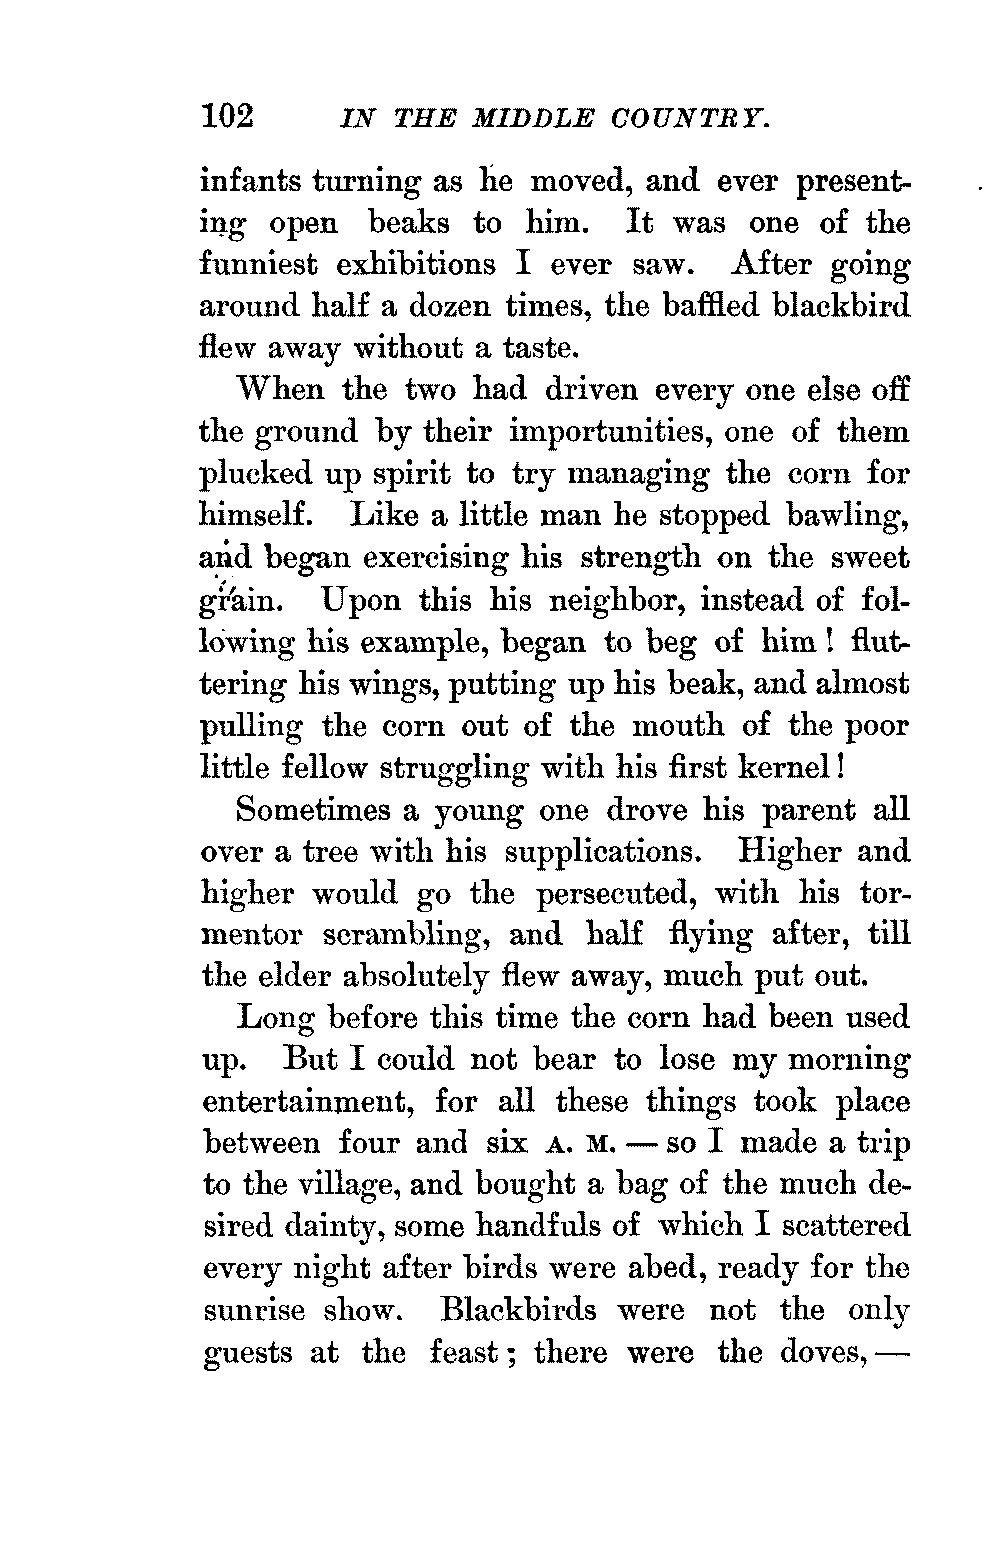 102 IN THE MIDDLE COUNTRY.
infants turning as he moved, and ever present-
ing open beaks to him. It was one of the
funniest exhibitions I ever saw. After going
around half a dozen times, the baffled blackbird
flew away without a taste.
When the two had driven every one else off
the ground by their importunities, one of them
plucked up spirit to try managing the corn for
himself. Like a little man he stopped bawling,
and began exercising his strength on the sweet
grain. Upon this his neighbor, instead of fol-
lowing his example, began to beg of him! flut-
tering his wings, putting up his beak, and almost
pulling the corn out of the mouth of the poor
little fellow struggling with his first kernel!
Sometimes a young one drove his parent all
over a tree with his supplications. Higher and
higher would go the persecuted, with his tor-
mentor scrambling, and half flying after, till
the elder absolutely flew away, much put out.
Long before this time the corn had been used
up. But I could not bear to lose my morning
entertainment, for all these things took place
between four and six A. M. — so I made a trip
to the village, and bought a bag of the much de-
sired dainty, some handfuls of which I scattered
every night after birds were abed, ready for the
sunrise show. Blackbirds were not the only
guests at the feast; there were the doves, —